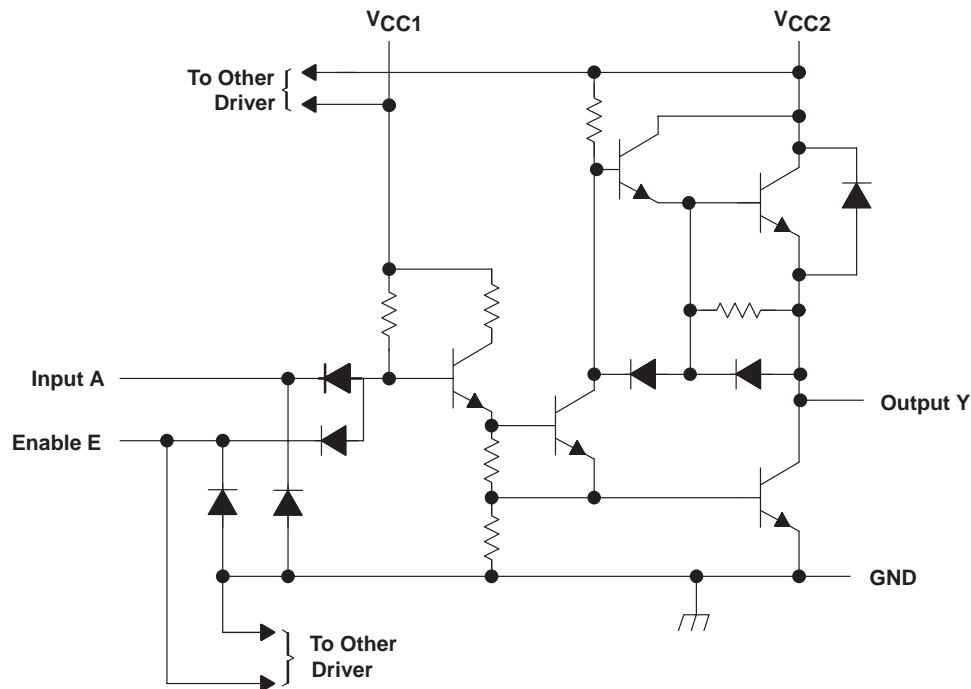 VCC1
VCC2
To Other
Driver
Input A
Enable E
Output Y
GND
To Other
Driver